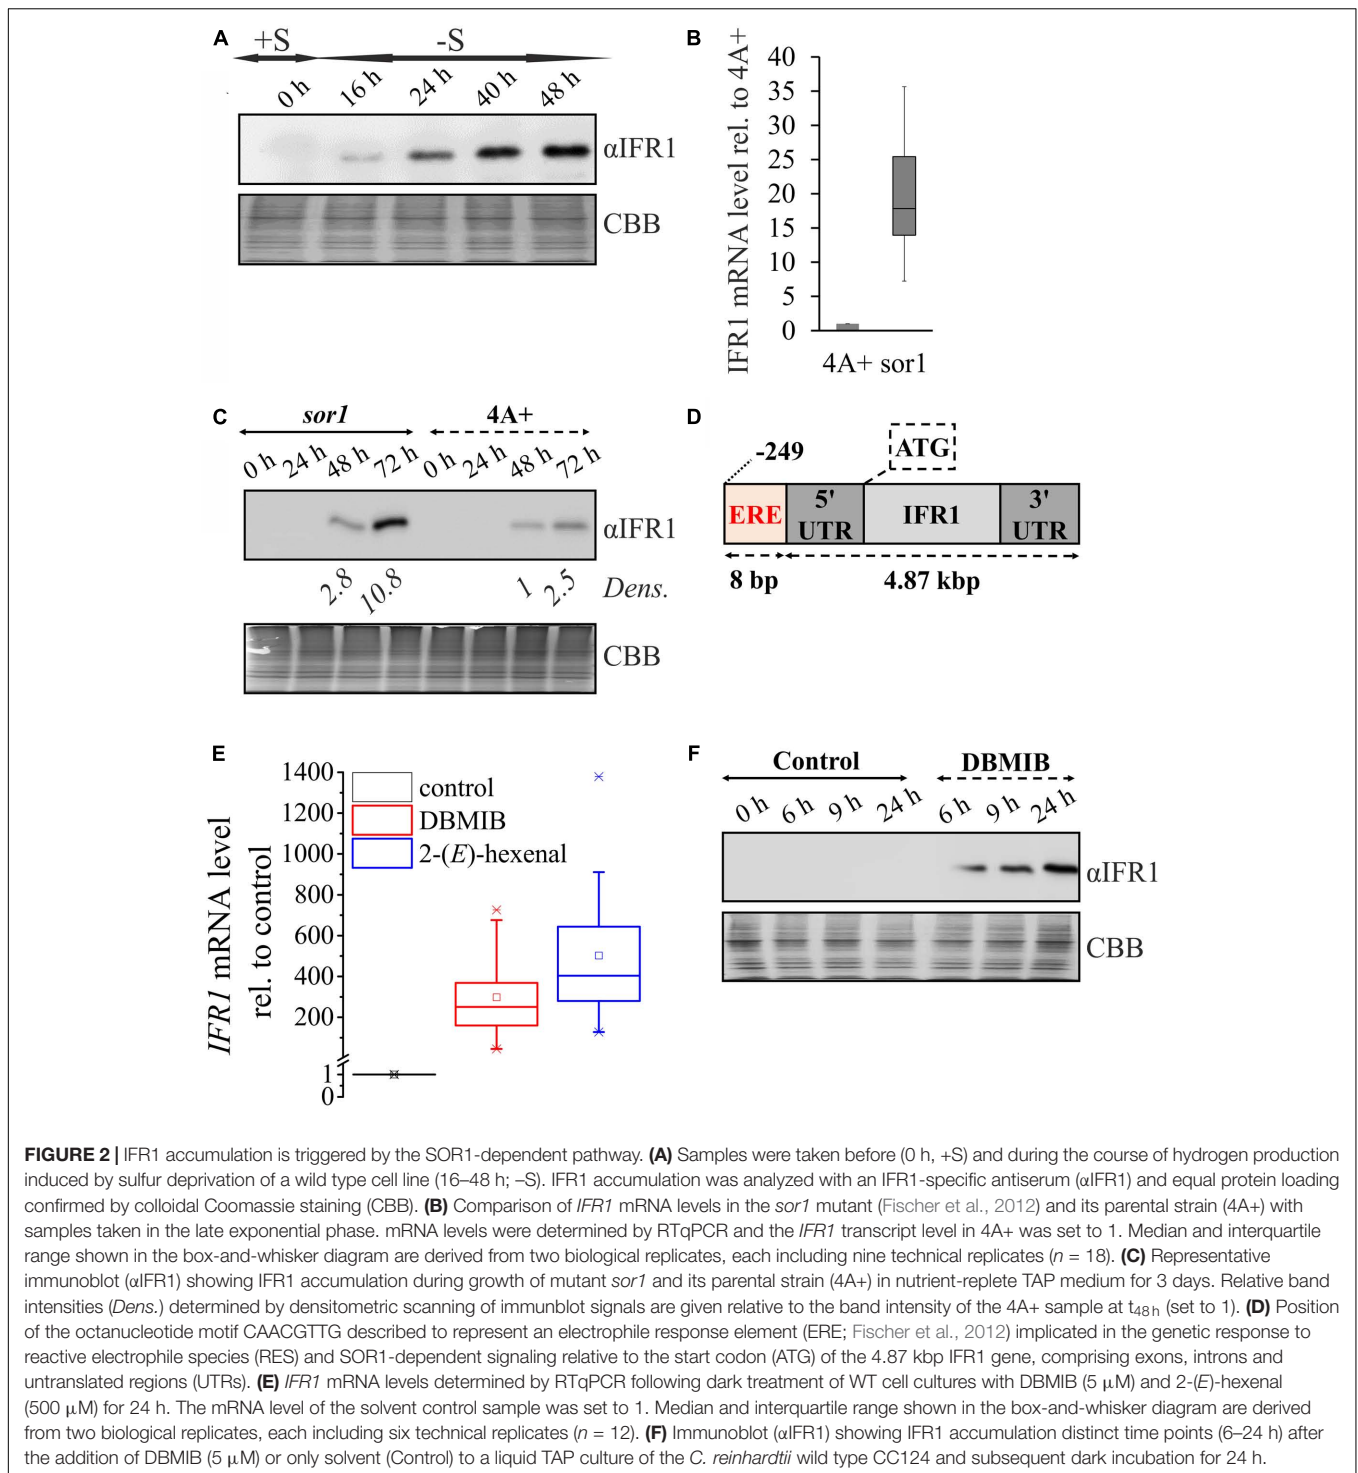 A
+S
-S
0 h
16 h
24 h
40 h
48 h
αIFR1
CBB
B
IFR1 mRNA level rel. to 4A+
40
35
30
25
20
15
10
5
0
4A+ sor1
C
sor1
4A+
0 h
24 h
48 h
72 h
0 h
24 h
48 h
72 h
αIFR1
2.8
10.8
1
2.5
Dens.
CBB
D
-249
ATG
ERE
5'
UTR
IFR1
3'
UTR
8 bp
4.87 kbp
E
IFR1 mRNA level
rel. to control
1400
1200
1000
800
600
400
200
1
0
control
DBMIB
2-(E)-hexenal
F
Control
DBMIB
0 h
6 h
9 h
24 h
6 h
9 h
24 h
αIFR1
CBB
FIGURE 2 | IFR1 accumulation is triggered by the SOR1-dependent pathway. (A) Samples were taken before (0 h, +S) and during the course of hydrogen production
induced by sulfur deprivation of a wild type cell line (16–48 h; –S). IFR1 accumulation was analyzed with an IFR1-specific antiserum (αIFR1) and equal protein loading
confirmed by colloidal Coomassie staining (CBB). (B) Comparison of IFR1 mRNA levels in the sor1 mutant (Fischer et al., 2012) and its parental strain (4A+) with
samples taken in the late exponential phase. mRNA levels were determined by RTqPCR and the IFR1 transcript level in 4A+ was set to 1. Median and interquartile
range shown in the box-and-whisker diagram are derived from two biological replicates, each including nine technical replicates (n = 18). (C) Representative
immunoblot (αIFR1) showing IFR1 accumulation during growth of mutant sor1 and its parental strain (4A+) in nutrient-replete TAP medium for 3 days. Relative band
intensities (Dens.) determined by densitometric scanning of immunblot signals are given relative to the band intensity of the 4A+ sample at t48 h (set to 1). (D) Position
of the octanucleotide motif CAACGTTG described to represent an electrophile response element (ERE; Fischer et al., 2012) implicated in the genetic response to
reactive electrophile species (RES) and SOR1-dependent signaling relative to the start codon (ATG) of the 4.87 kbp IFR1 gene, comprising exons, introns and
untranslated regions (UTRs). (E) IFR1 mRNA levels determined by RTqPCR following dark treatment of WT cell cultures with DBMIB (5 μM) and 2-(E)-hexenal
(500 μM) for 24 h. The mRNA level of the solvent control sample was set to 1. Median and interquartile range shown in the box-and-whisker diagram are derived
from two biological replicates, each including six technical replicates (n = 12). (F) Immunoblot (αIFR1) showing IFR1 accumulation distinct time points (6–24 h) after
the addition of DBMIB (5 μM) or only solvent (Control) to a liquid TAP culture of the C. reinhardtii wild type CC124 and subsequent dark incubation for 24 h.